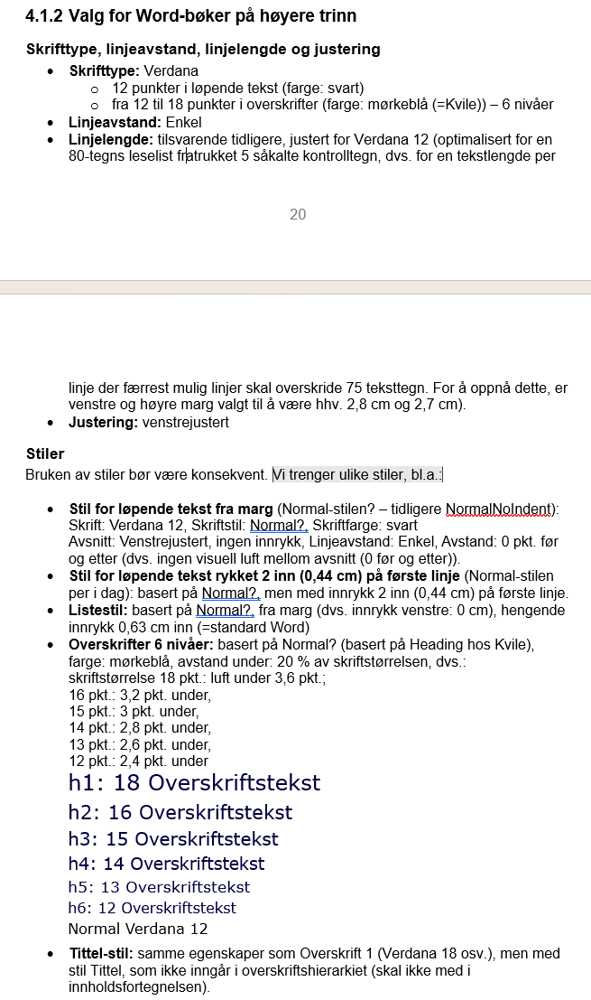 4.1.2 Valg for Word-bøker på høyere trinn
Skrifttype, linjeavstand, linjelengde og justering
• Skrifttype: Verdana
o 12 punkter i løpende tekst (farge: svart)
o fra 12 til 18 punkter i overskrifter (farge: mørkeblå (=Kvile)) – 6 nivåer
• Linjeavstand: Enkel
• Linjelengde: tilsvarende tidligere, justert for Verdana 12 (optimalisert for en
80-tegns leselist fratrukket 5 såkalte kontrolltegn, dvs. for en tekstlengde per
20
linje der færrest mulig linjer skal overskride 75 teksttegn. For å oppnå dette, er
venstre og høyre marg valgt til å være hhv. 2,8 cm og 2,7 cm).
• Justering: venstrejustert
Stiler
Bruken av stiler bør være konsekvent. Vi trenger ulike stiler, bl.a.:
• Stil for løpende tekst fra marg (Normal-stilen? – tidligere NormalNoIndent):
Skrift: Verdana 12, Skriftstil: Normal?, Skriftfarge: svart
Avsnitt: Venstrejustert, ingen innrykk, Linjeavstand: Enkel, Avstand: 0 pkt. før
og etter (dvs. ingen visuell luft mellom avsnitt (0 før og etter)).
• Stil for løpende tekst rykket 2 inn (0,44 cm) på første linje (Normal-stilen
per i dag): basert på Normal?, men med innrykk 2 inn (0,44 cm) på første linje.
• Listestil: basert på Normal?, fra marg (dvs. innrykk venstre: 0 cm), hengende
innrykk 0,63 cm inn (=standard Word)
• Overskrifter 6 nivåer: basert på Normal? (basert på Heading hos Kvile),
farge: mørkeblå, avstand under: 20 % av skriftstørrelsen, dvs.:
skriftstørrelse 18 pkt.: luft under 3,6 pkt.;
16 pkt.: 3,2 pkt. under,
15 pkt.: 3 pkt. under,
14 pkt.: 2,8 pkt. under,
13 pkt.: 2,6 pkt. under,
12 pkt.: 2,4 pkt. under
h1: 18 Overskriftstekst
h2: 16 Overskriftstekst
h3: 15 Overskriftstekst
h4: 14 Overskriftstekst
h5: 13 Overskriftstekst
h6: 12 Overskriftstekst
Normal Verdana 12
• Tittel-stil: samme egenskaper som Overskrift 1 (Verdana 18 osv.), men med
stil Tittel, som ikke inngår i overskriftshierarkiet (skal ikke med i
innholdsfortegnelsen).